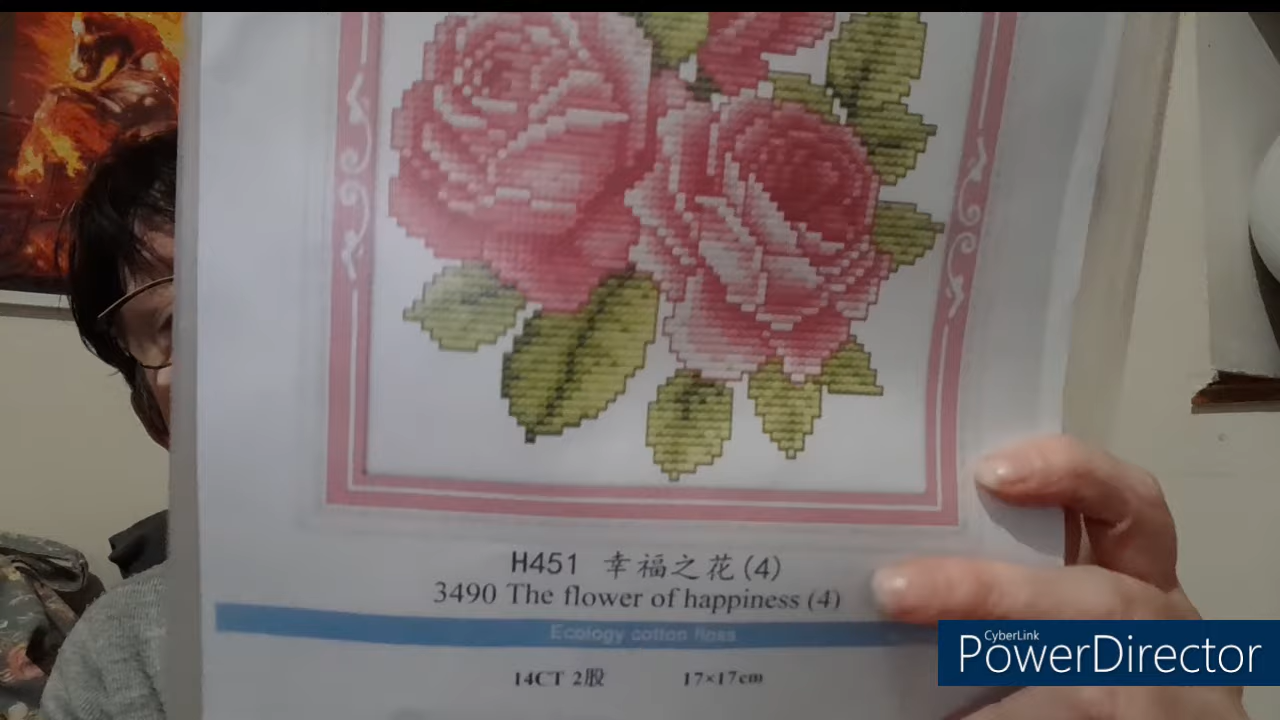 H451 幸福之花(4)
3490 The flower of happiness (4)
Ecology cotton floss
14CT 2股 17×17cm
CyberLink
PowerDirector